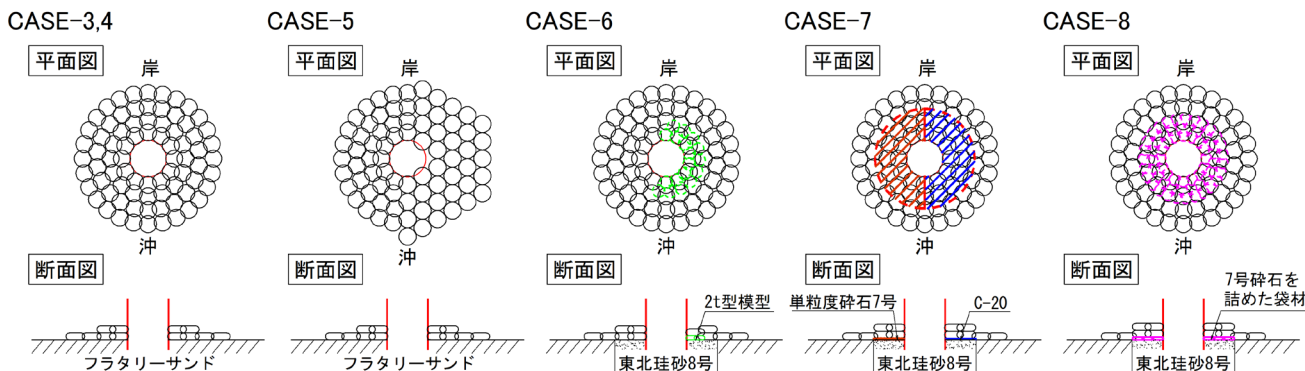 CASE-3,4
平面図
岸
沖
断面図
フラタリーサンド
CASE-5
平面図
岸
沖
断面図
フラタリーサンド
CASE-6
平面図
岸
沖
断面図
2t型模型
東北珪砂8号
CASE-7
平面図
岸
沖
断面図
単粒度砕石7号
C-20
東北珪砂8号
CASE-8
平面図
岸
沖
断面図
7号砕石を
詰めた袋材
東北珪砂8号